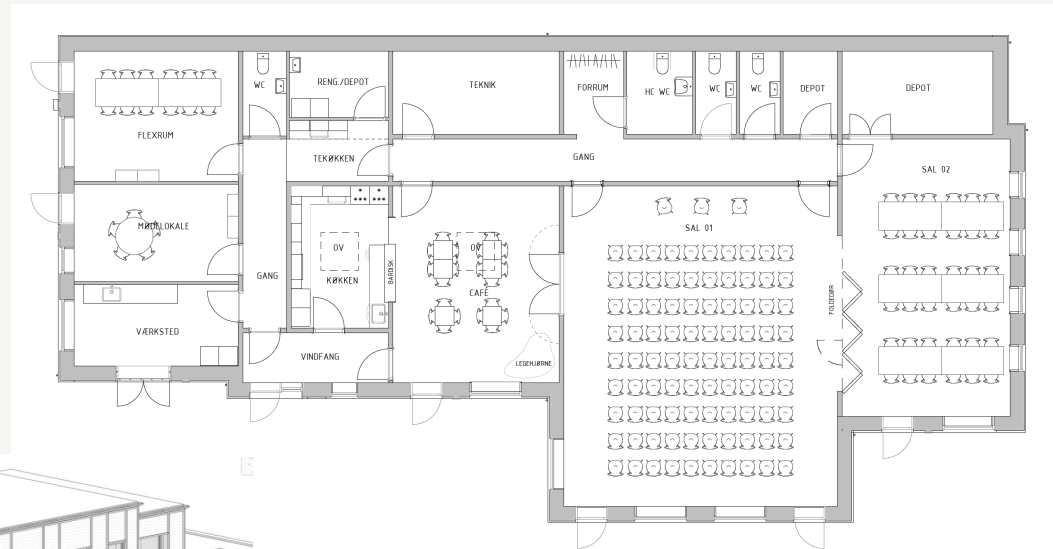 WC
RENG./DEPOT
TEKNIK
FORRUM
HC WC
WC
WC
DEPOT
DEPOT
FLEXRUM
TEKØKKEN
GANG
SAL 02
MØDELOKALE
SAL 01
OV
OV
GANG
KØKKEN
BARDISK
CAFE
FOLDEDØR
VÆRKSTED
VINDFANG
LEGEHJØRNE